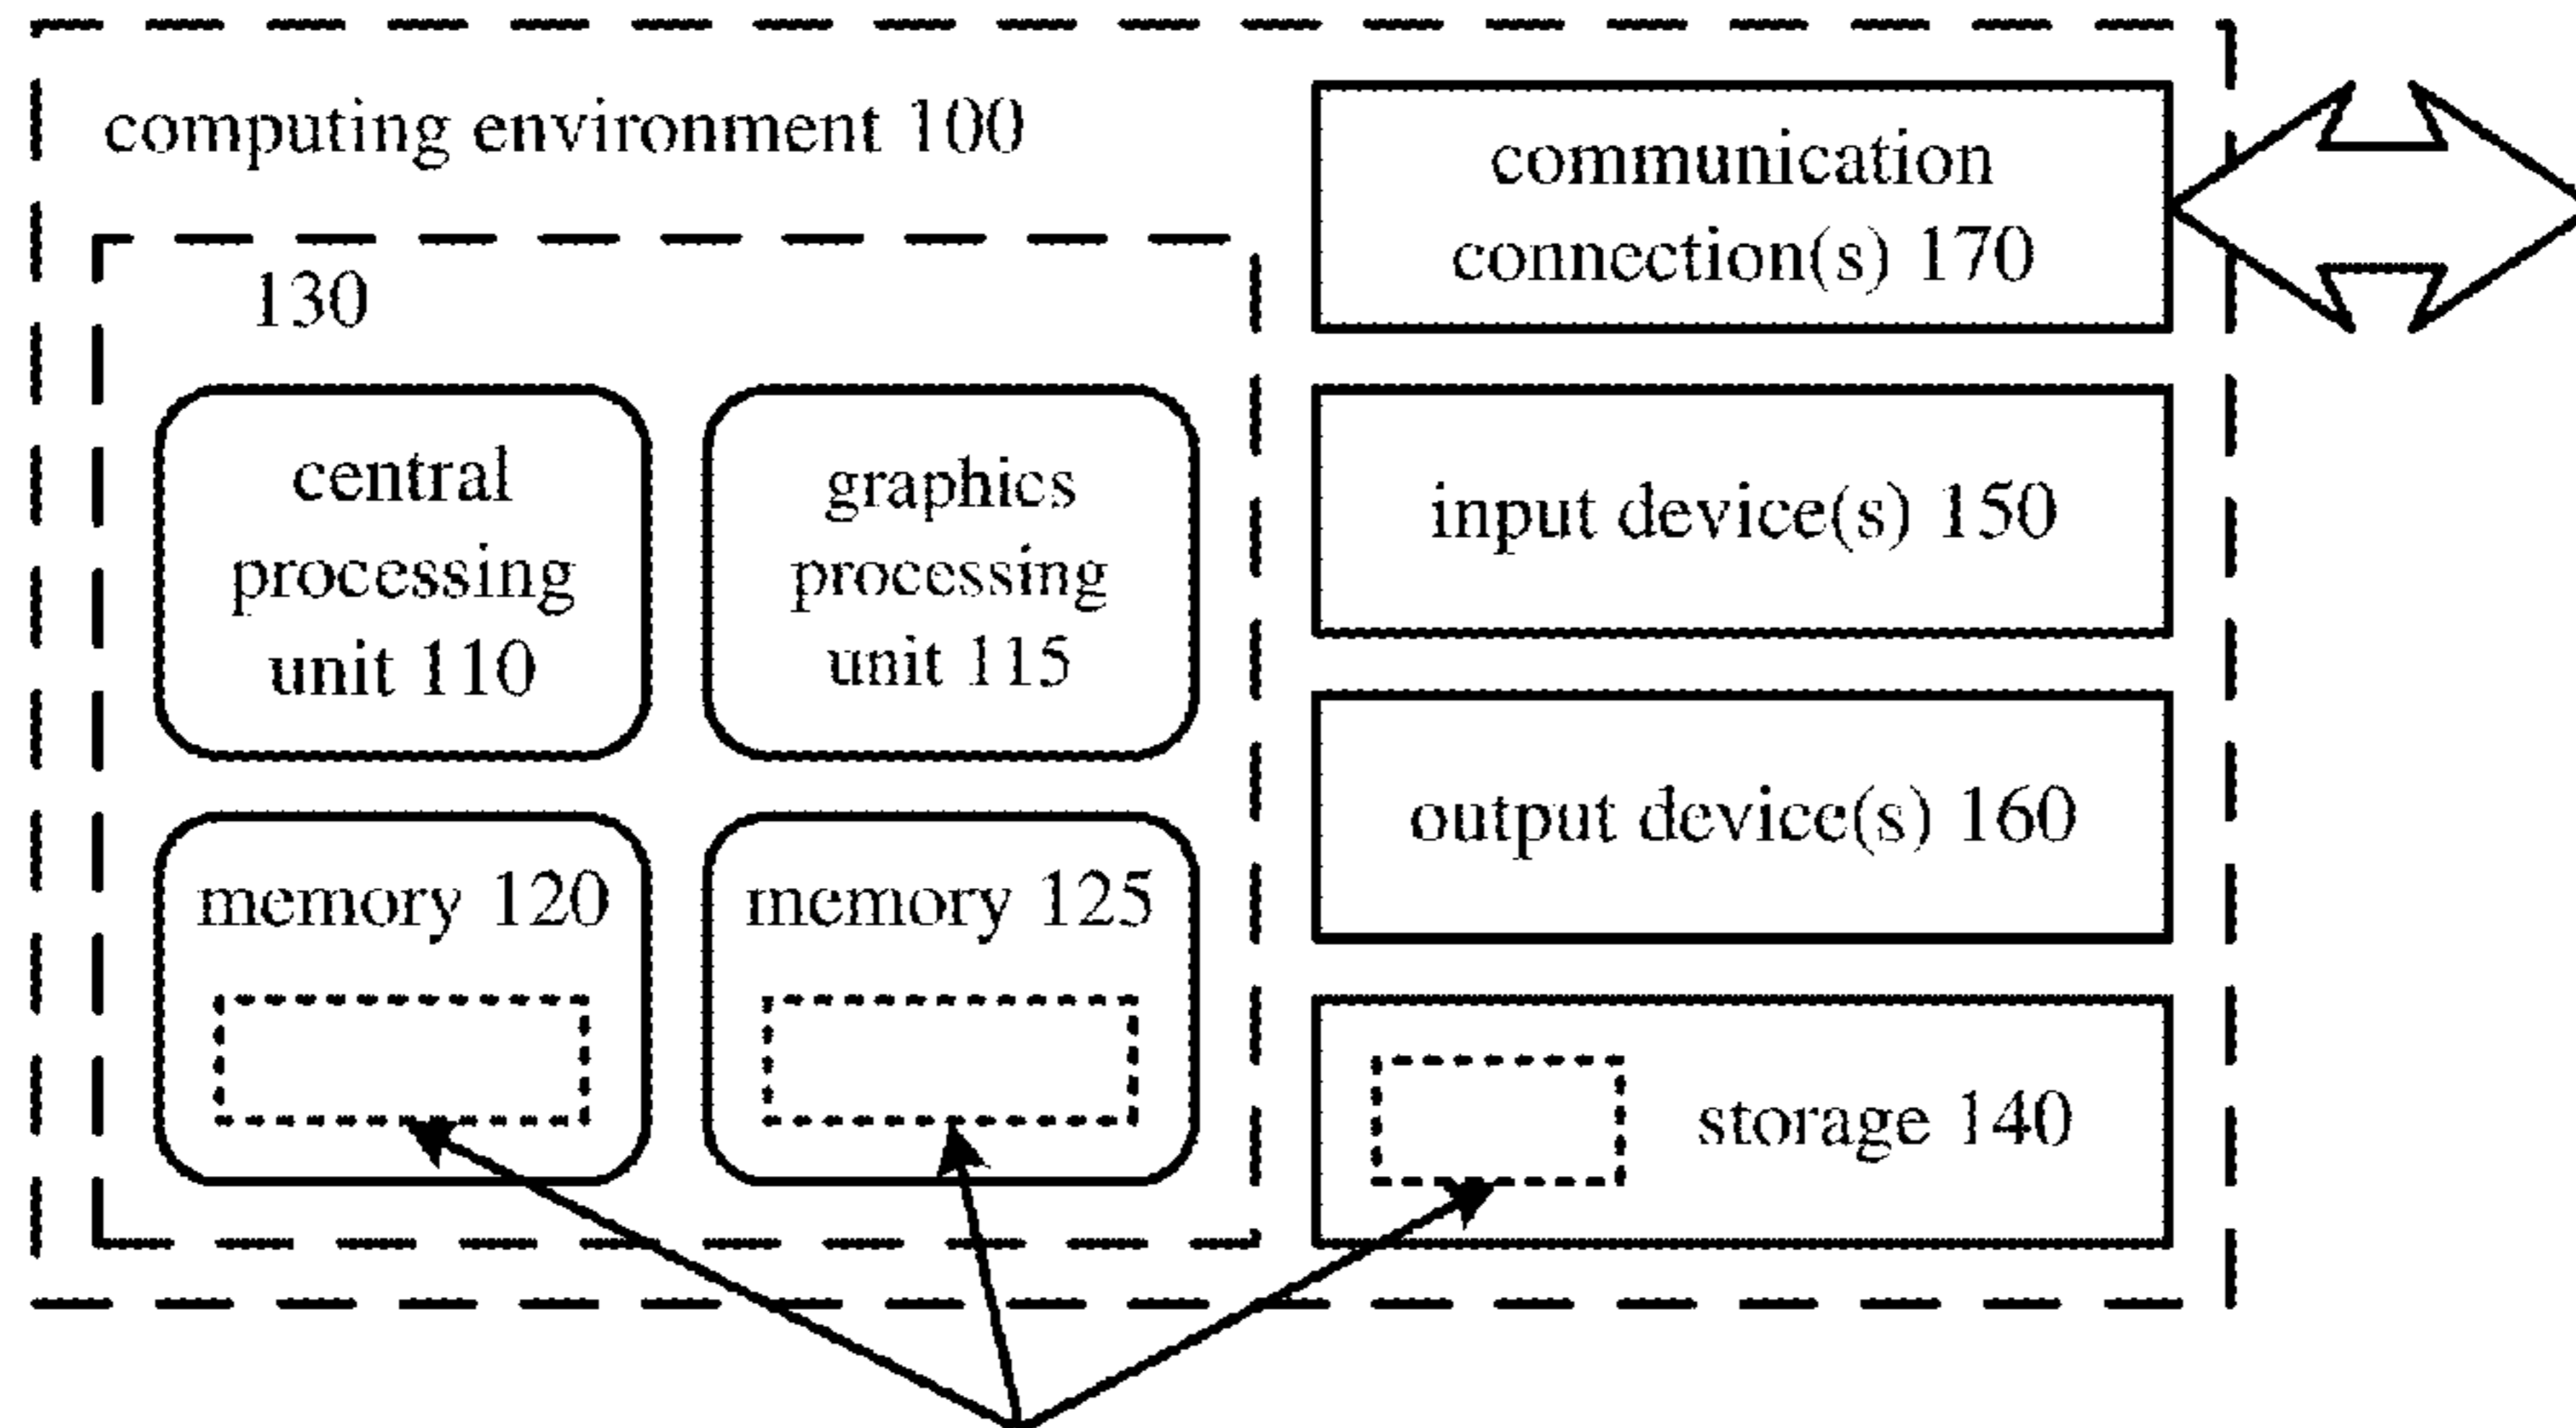 computing environment 100
130
central
processing
unit 110
graphics
processing
unit 115
memory 120
memory 125
communication
connection(s) 170
input device(s) 150
output device(s) 160
storage 140